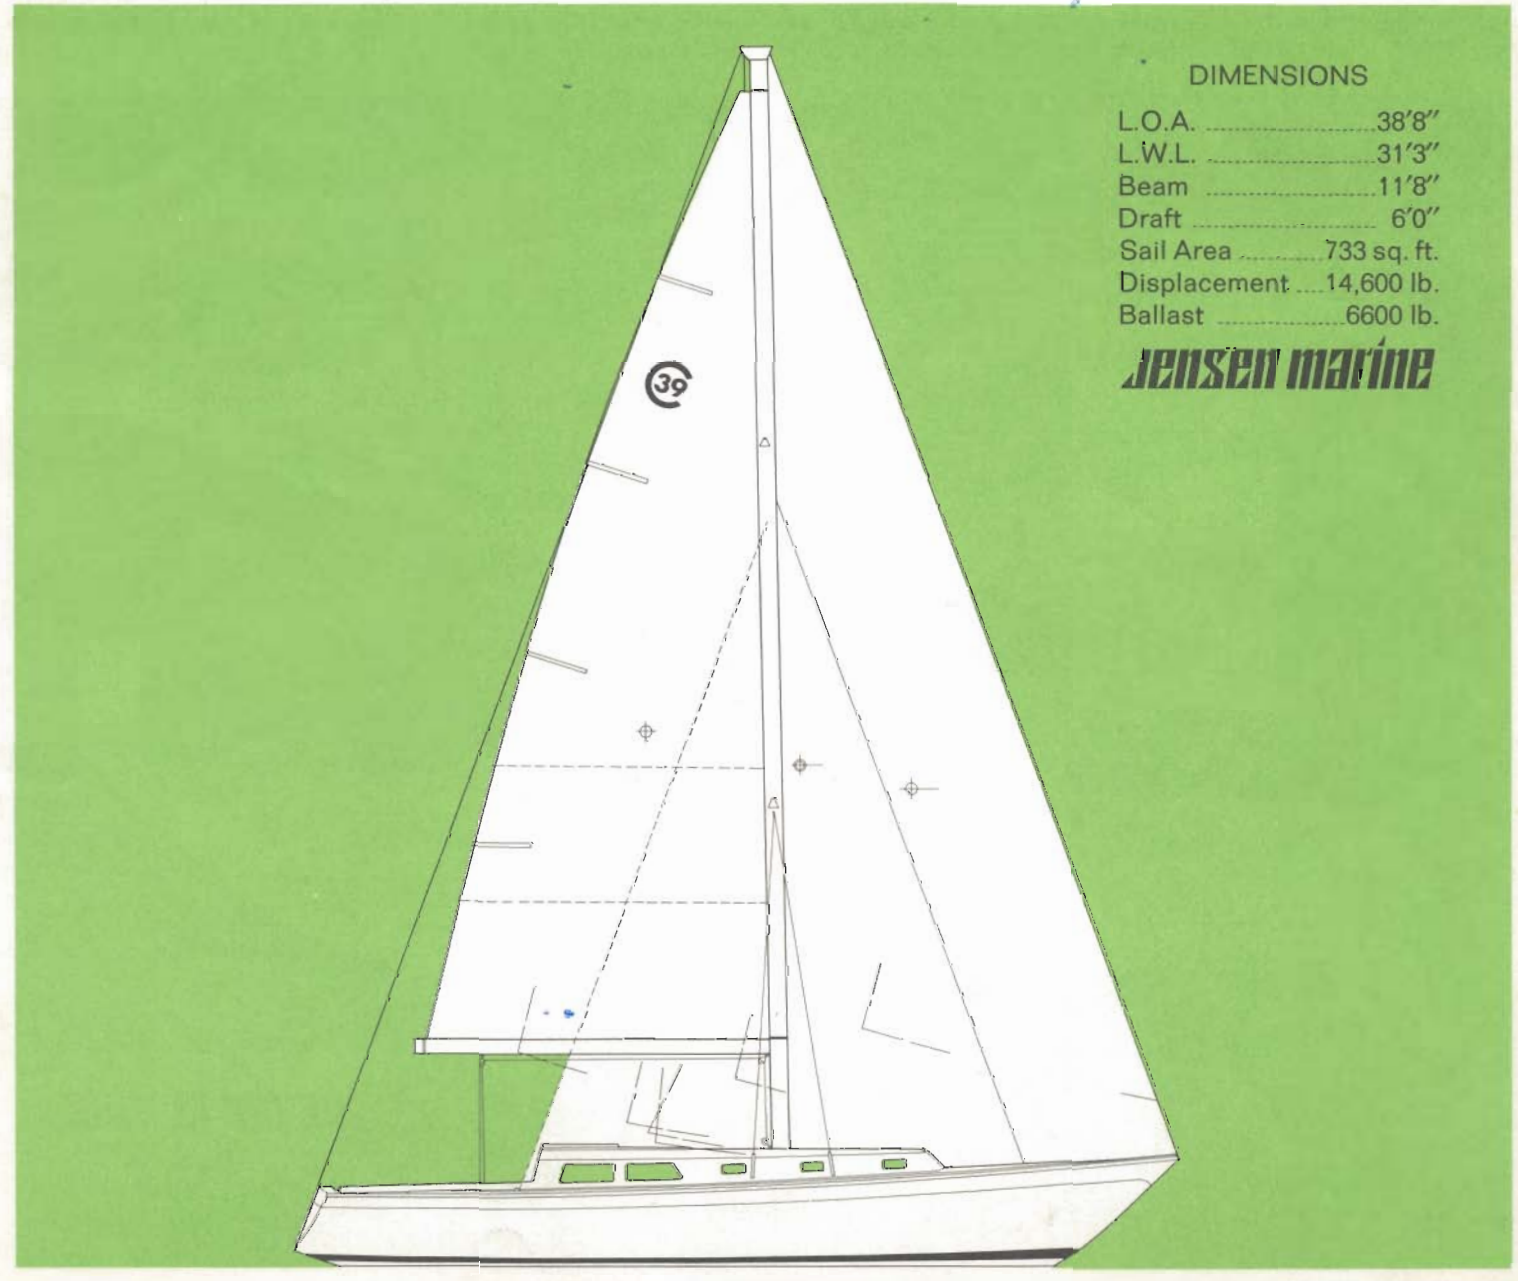 DIMENSIONS
L.O.A. ........................ 38'8"
L.W.L. ........................ 31'3"
Beam ........................ 11'8"
Draft .......................... 6'0"
Sail Area ............ 733 sq. ft.
Displacement .... 14,600 lb.
Ballast .................. 6600 lb.
Jensen marine
C 39